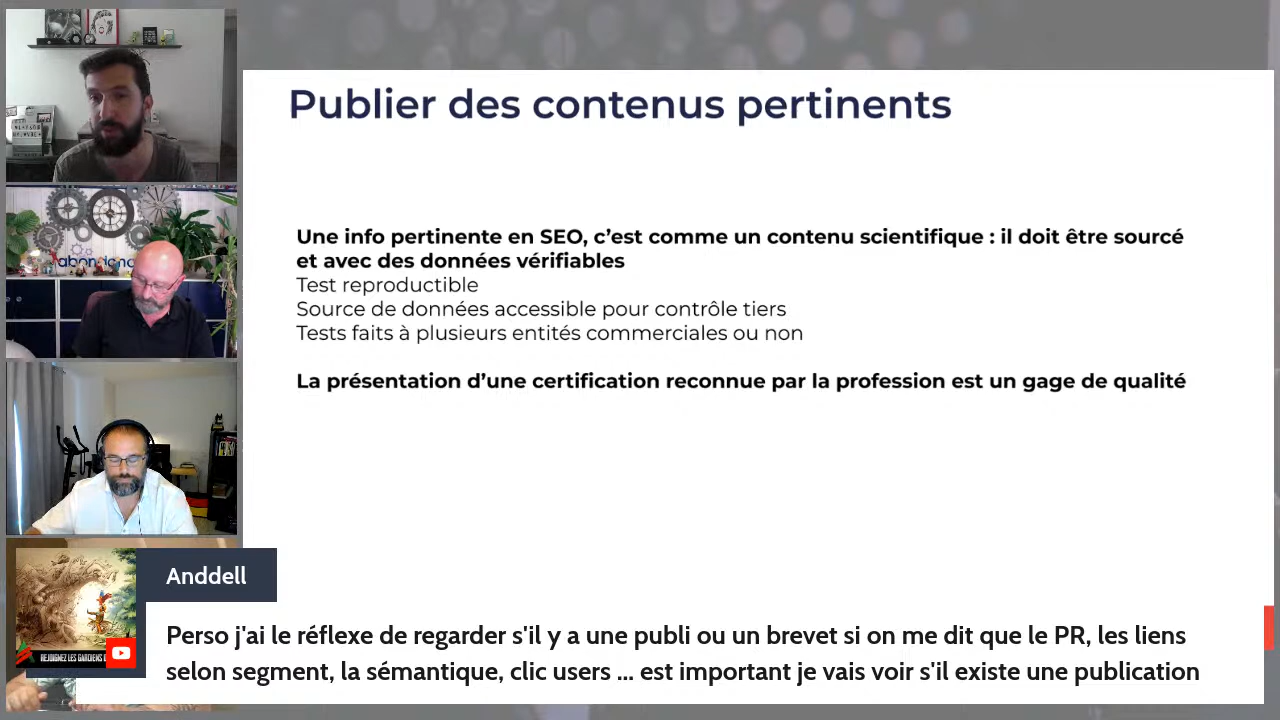 Publier des contenus pertinents
Une info pertinente en SEO, c’est comme un contenu scientifique : il doit être sourcé
et avec des données vérifiables
Test reproductible
Source de données accessible pour contrôle tiers
Tests faits à plusieurs entités commerciales ou non
La présentation d’une certification reconnue par la profession est un gage de qualité
Anddell
Perso j'ai le réflexe de regarder s'il y a une publi ou un brevet si on me dit que le PR, les liens
selon segment, la sémantique, clic users ... est important je vais voir s'il existe une publication
REJOIGNEZ LES GARDIENS